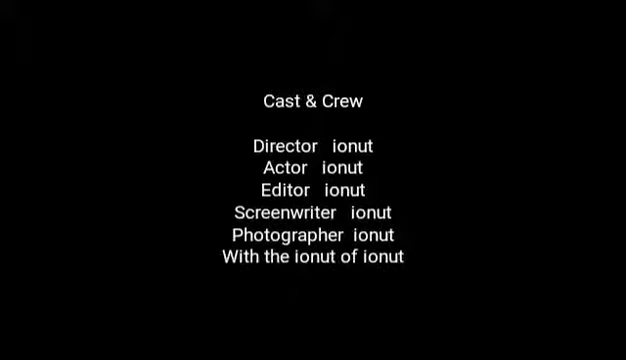 Cast & Crew
Director ionut
Actor ionut
Editor ionut
Screenwriter ionut
Photographer ionut
With the ionut of ionut